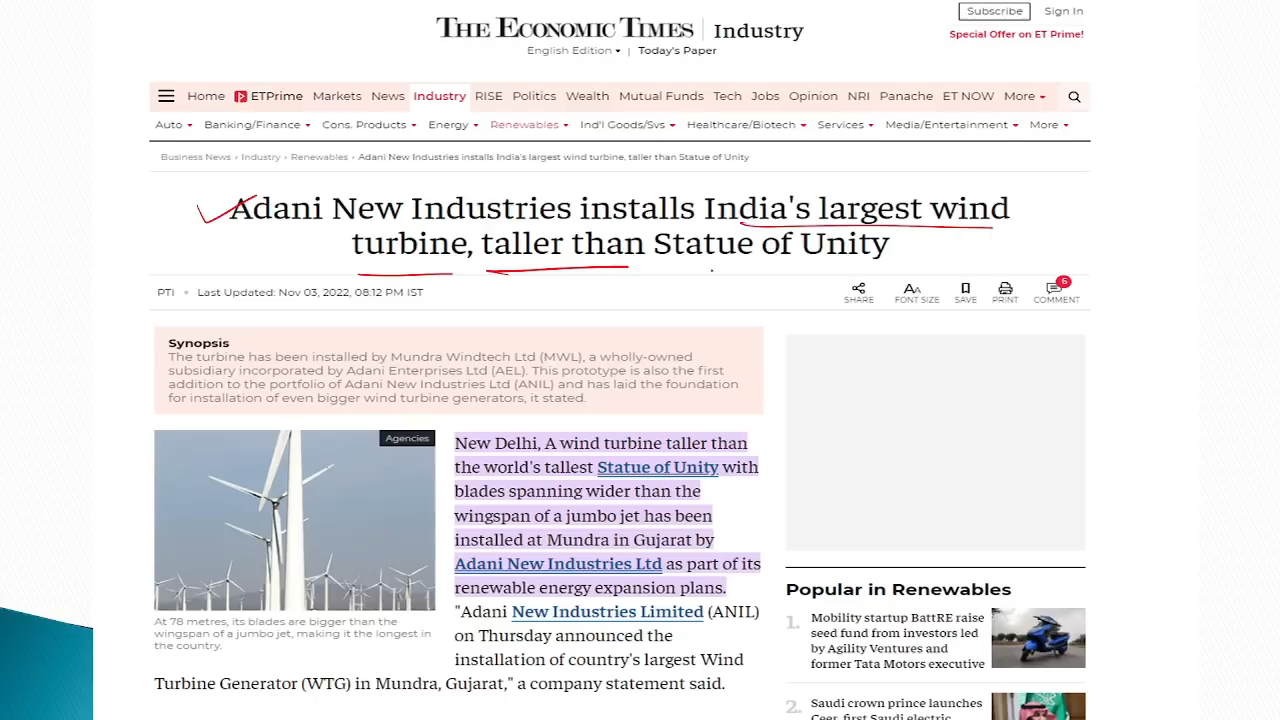 Subscribe Sign In
THE ECONOMIC TIMES | Industry
Special Offer on ET Prime!
English Edition | Today's Paper
Home ETPrime Markets News Industry RISE Politics Wealth Mutual Funds Tech Jobs Opinion NRI Panache ET NOW More
Auto Banking/Finance Cons. Products Energy Renewables Ind'l Goods/Svs Healthcare/Biotech Services Media/Entertainment More
Business News › Industry › Renewables › Adani New Industries installs India's largest wind turbine, taller than Statue of Unity
Adani New Industries installs India's largest wind
turbine, taller than Statue of Unity
PTI • Last Updated: Nov 03, 2022, 08:12 PM IST
SHARE FONT SIZE SAVE PRINT COMMENT
6
Synopsis
The turbine has been installed by Mundra Windtech Ltd (MWL), a wholly-owned
subsidiary incorporated by Adani Enterprises Ltd (AEL). This prototype is also the first
addition to the portfolio of Adani New Industries Ltd (ANIL) and has laid the foundation
for installation of even bigger wind turbine generators, it stated.
Agencies
At 78 metres, its blades are bigger than the
wingspan of a jumbo jet, making it the longest in
the country.
New Delhi, A wind turbine taller than
the world's tallest Statue of Unity with
blades spanning wider than the
wingspan of a jumbo jet has been
installed at Mundra in Gujarat by
Adani New Industries Ltd as part of its
renewable energy expansion plans.
"Adani New Industries Limited (ANIL)
on Thursday announced the
installation of country's largest Wind
Turbine Generator (WTG) in Mundra, Gujarat," a company statement said.
Popular in Renewables
1. Mobility startup BattRE raise
seed fund from investors led
by Agility Ventures and
former Tata Motors executive
2. Saudi crown prince launches
Ceer, first Saudi electric